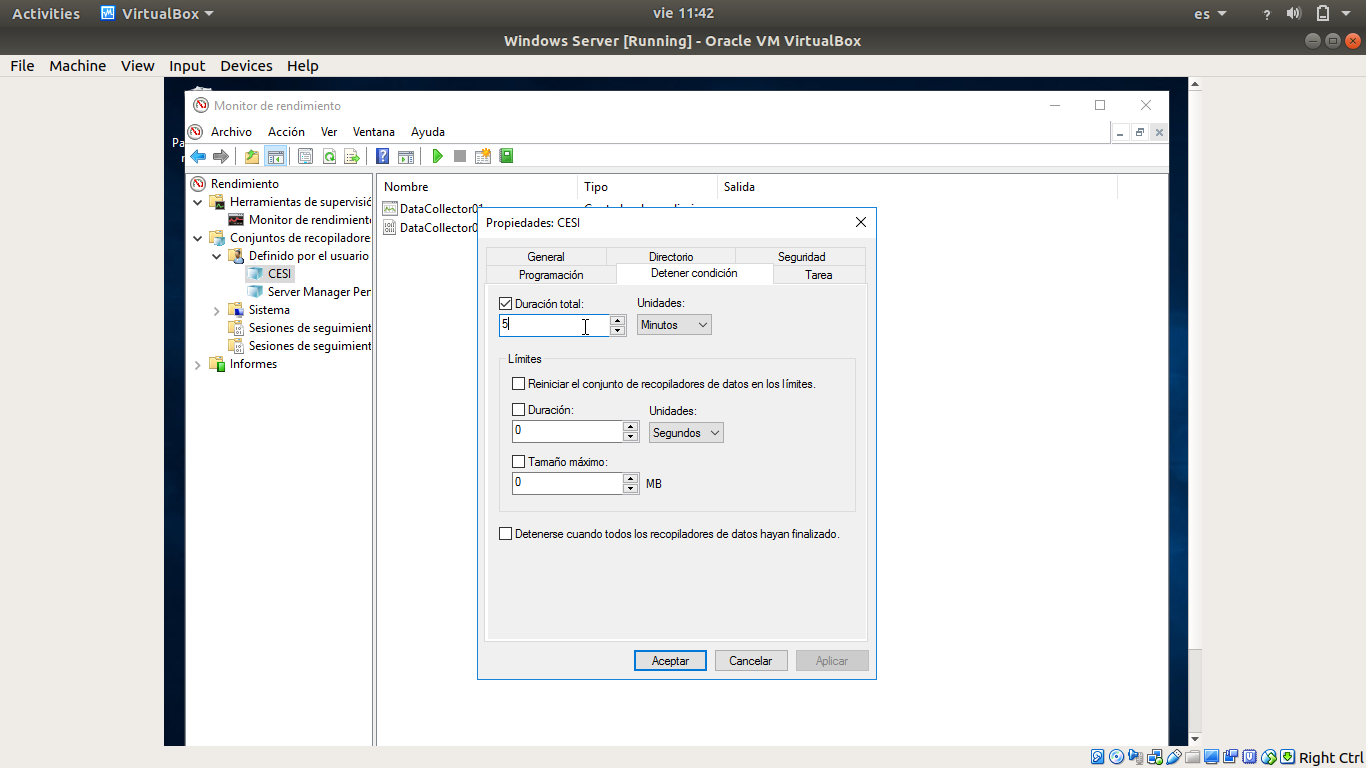 Activities VirtualBox vie 11:42 es ?
Windows Server [Running] - Oracle VM VirtualBox
File Machine View Input Devices Help
Monitor de rendimiento
Archivo Acción Ver Ventana Ayuda
Rendimiento
Herramientas de supervisió
Monitor de rendimiento
Conjuntos de recopiladore
Definido por el usuario
CESI
Server Manager Per
Sistema
Sesiones de seguimient
Sesiones de seguimient
Informes
Nombre Tipo Salida
DataCollector01
DataCollector0
Propiedades: CESI
General Directorio Seguridad
Programación Detener condición Tarea
Duración total: Unidades:
5 Minutos
Límites
Reiniciar el conjunto de recopiladores de datos en los límites.
Duración: Unidades:
0 Segundos
Tamaño máximo:
0 MB
Detenerse cuando todos los recopiladores de datos hayan finalizado.
Aceptar Cancelar Aplicar
Right Ctrl